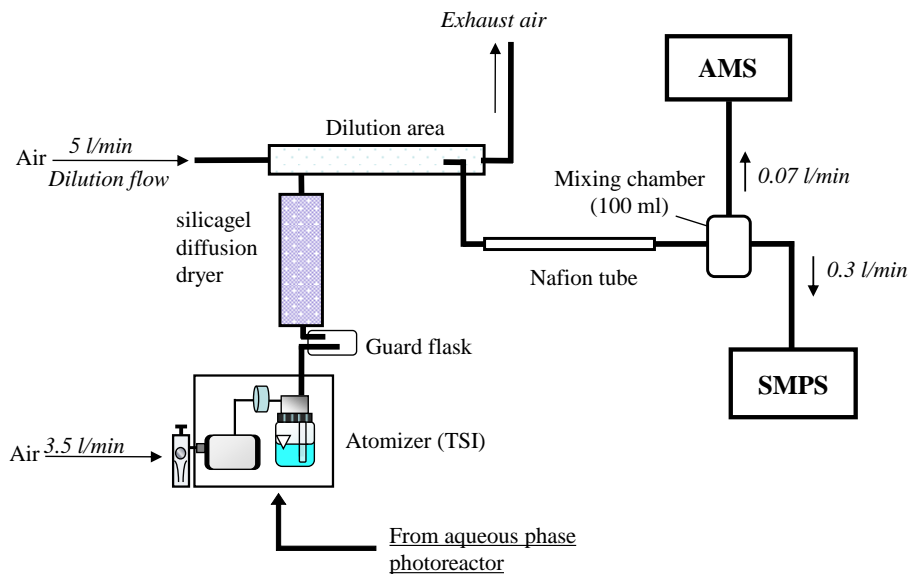 Exhaust air
AMS
Dilution area
Air 5 l/min
Dilution flow
Mixing chamber
(100 ml)
0.07 l/min
silicagel
diffusion
dryer
Nafion tube
0.3 l/min
Guard flask
SMPS
Atomizer (TSI)
Air 3.5 l/min
From aqueous phase
photoreactor